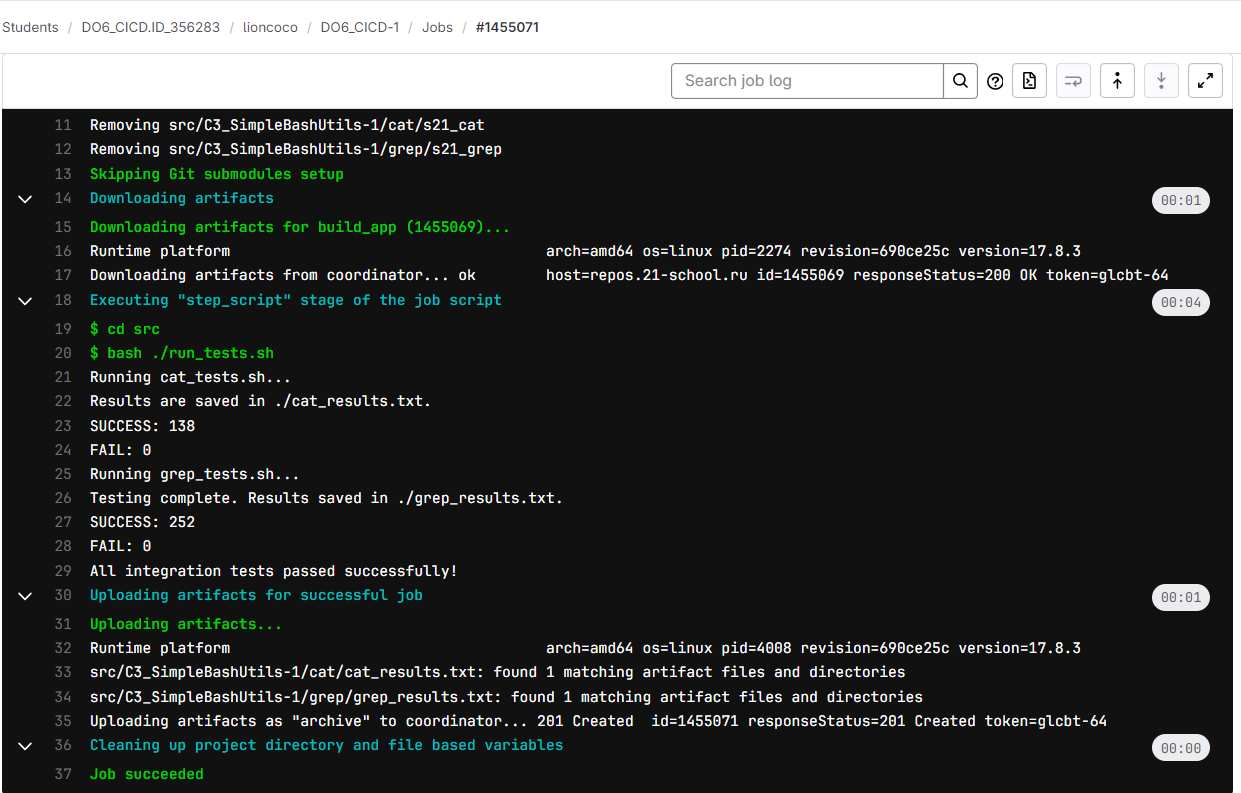 Students / DO6_CICD.ID_356283 / lioncoco / DO6_CICD-1 / Jobs / #1455071
Search job log
11 Removing src/C3_SimpleBashUtils-1/cat/s21_cat
12 Removing src/C3_SimpleBashUtils-1/grep/s21_grep
13 Skipping Git submodules setup
14 Downloading artifacts 00:01
15 Downloading artifacts for build_app (1455069)...
16 Runtime platform arch=amd64 os=linux pid=2274 revision=690ce25c version=17.8.3
17 Downloading artifacts from coordinator... ok host=repos.21-school.ru id=1455069 responseStatus=200 OK token=glcbt-64
18 Executing "step_script" stage of the job script 00:04
19 $ cd src
20 $ bash ./run_tests.sh
21 Running cat_tests.sh...
22 Results are saved in ./cat_results.txt.
23 SUCCESS: 138
24 FAIL: 0
25 Running grep_tests.sh...
26 Testing complete. Results saved in ./grep_results.txt.
27 SUCCESS: 252
28 FAIL: 0
29 All integration tests passed successfully!
30 Uploading artifacts for successful job 00:01
31 Uploading artifacts...
32 Runtime platform arch=amd64 os=linux pid=4008 revision=690ce25c version=17.8.3
33 src/C3_SimpleBashUtils-1/cat/cat_results.txt: found 1 matching artifact files and directories
34 src/C3_SimpleBashUtils-1/grep/grep_results.txt: found 1 matching artifact files and directories
35 Uploading artifacts as "archive" to coordinator... 201 Created id=1455071 responseStatus=201 Created token=glcbt-64
36 Cleaning up project directory and file based variables 00:00
37 Job succeeded